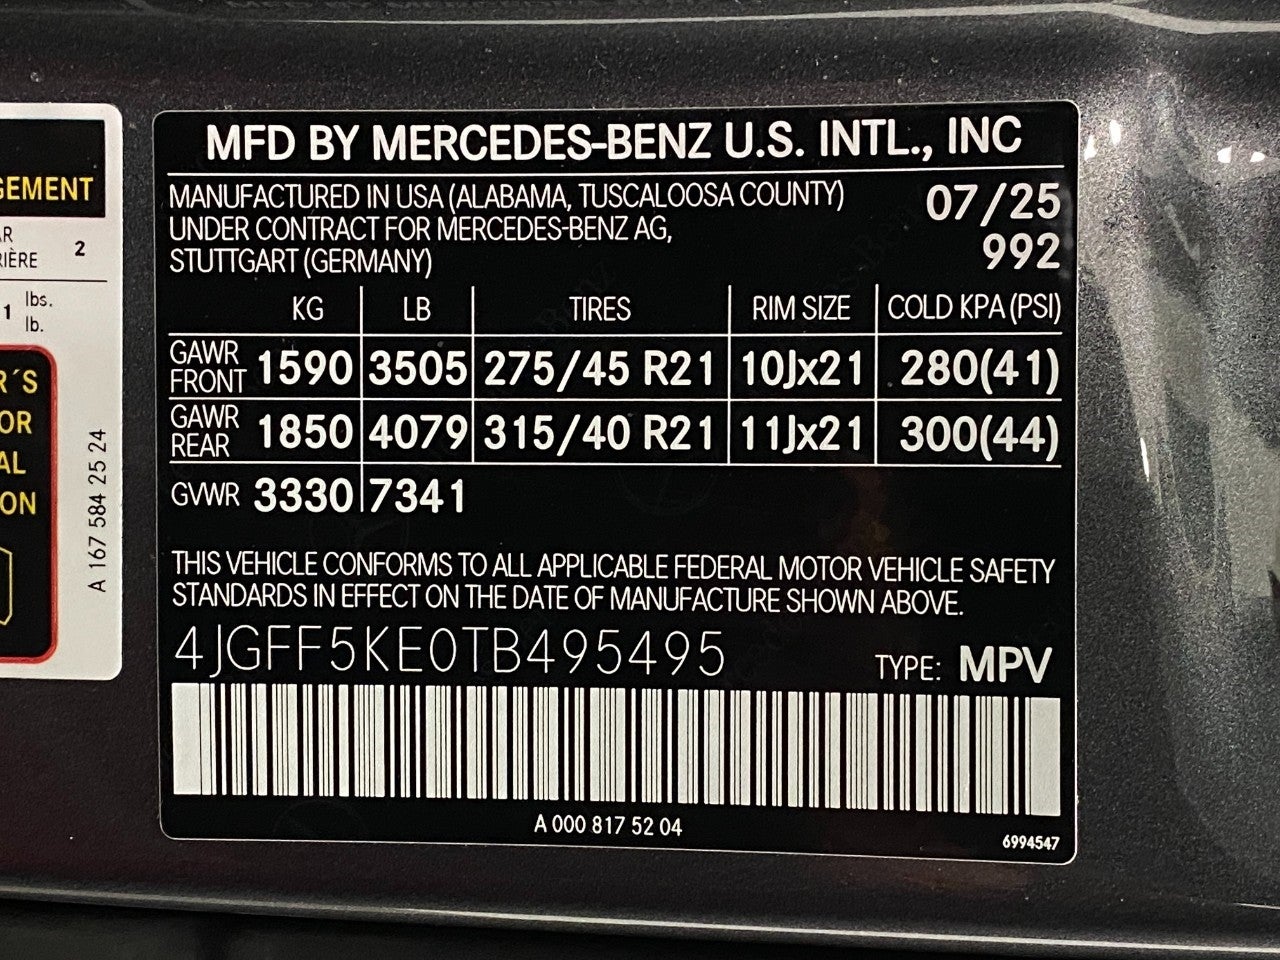 GEMENT
2
1 lbs.
lb.
R´S
OR
AL
ON
A 167 584 25 24
MFD BY MERCEDES-BENZ U.S. INTL., INC
MANUFACTURED IN USA (ALABAMA, TUSCALOOSA COUNTY) 07/25
UNDER CONTRACT FOR MERCEDES-BENZ AG, 992
STUTTGART (GERMANY)
KG LB TIRES RIM SIZE COLD KPA (PSI)
GAWR FRONT 1590 3505 275/45 R21 10Jx21 280(41)
GAWR REAR 1850 4079 315/40 R21 11Jx21 300(44)
GVWR 3330 7341
THIS VEHICLE CONFORMS TO ALL APPLICABLE FEDERAL MOTOR VEHICLE SAFETY
STANDARDS IN EFFECT ON THE DATE OF MANUFACTURE SHOWN ABOVE.
4JGFF5KE0TB495495 TYPE: MPV
A 000 817 52 04
6994547